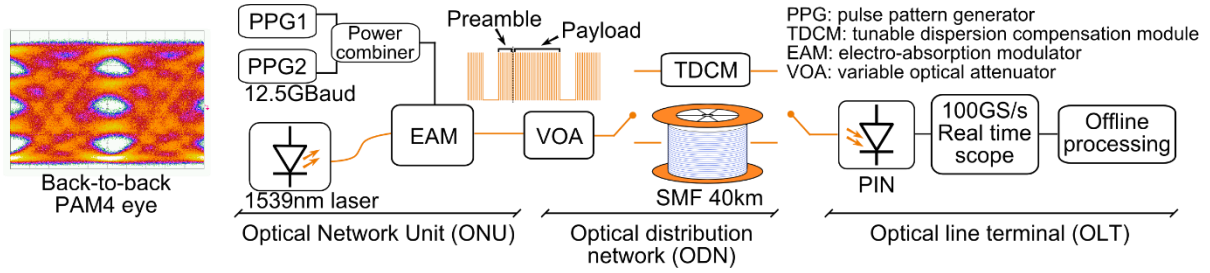 PPG1
PPG2
12.5GBaud
Power
combiner
Preamble
Payload
EAM
1539nm laser
VOA
TDCM
SMF 40km
PIN
100GS/s
Real time
scope
Offline
processing
PPG: pulse pattern generator
TDCM: tunable dispersion compensation module
EAM: electro-absorption modulator
VOA: variable optical attenuator
Back-to-back
PAM4 eye
Optical Network Unit (ONU)
Optical distribution
network (ODN)
Optical line terminal (OLT)